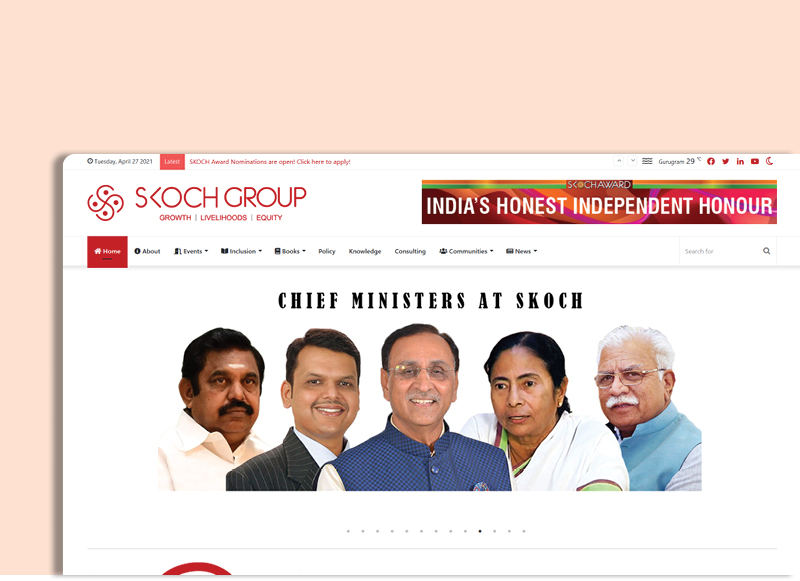 Tuesday, April 27 2021 Latest SKOCH Award Nominations are open! Click here to apply! Gurugram 29 °C
SKOCH GROUP
GROWTH | LIVELIHOODS | EQUITY
SKOCH AWARD
INDIA'S HONEST INDEPENDENT HONOUR
Home About Events Inclusion Books Policy Knowledge Consulting Communities News Search for
CHIEF MINISTERS AT SKOCH